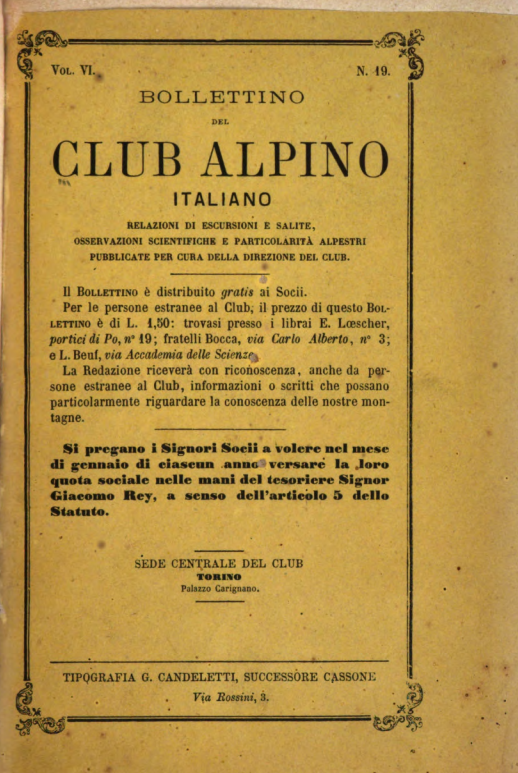 VOL. VI.
N. 19.
BOLLETTINO
DEL
CLUB ALPINO
ITALIANO
RELAZIONI DI ESCURSIONI E SALITE,
OSSERVAZIONI SCIENTIFICHE E PARTICOLARITÀ ALPESTRI
PUBBLICATE PER CURA DELLA DIREZIONE DEL CLUB.
Il BOLLETTINO è distribuito gratis ai Socii.
Per le persone estranee al Club, il prezzo di questo BOL-
LETTINO è di L. 1,50: trovasi presso i librai E. Lœscher,
portici di Po, n° 19; fratelli Bocca, via Carlo Alberto, n° 3;
e L. Beuf, via Accademia delle Scienze.
La Redazione riceverà con riconoscenza, anche da per-
sone estranee al Club, informazioni o scritti che possano
particolarmente riguardare la conoscenza delle nostre mon-
tagne.
Si pregano i Signori Socii a volere nel mese
di gennaio di ciascun anno versare la loro
quota sociale nelle mani del tesoriere Signor
Giacomo Rey, a senso dell'articolo 5 dello
Statuto.
SEDE CENTRALE DEL CLUB
TORINO
Palazzo Carignano.
TIPOGRAFIA G. CANDELETTI, SUCCESSORE CASSONE
Via Rossini, 3.